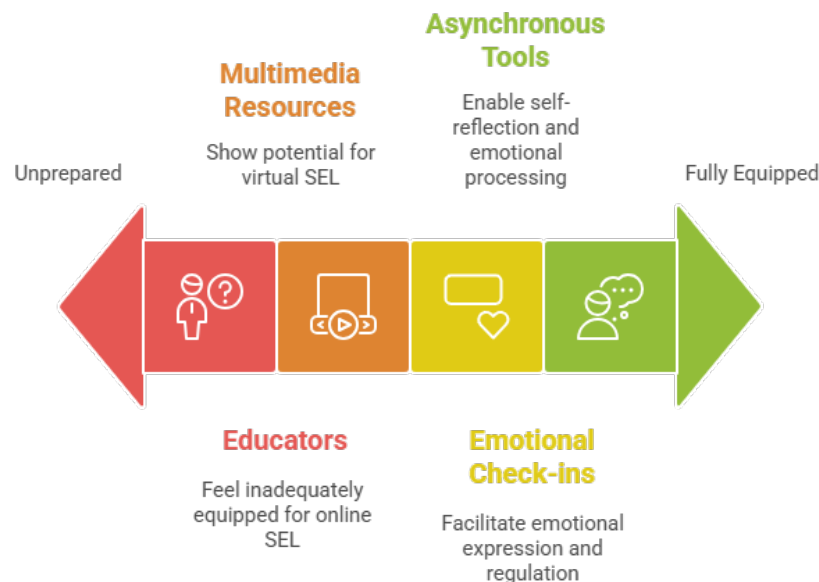 Asynchronous
Tools
Multimedia
Resources
Enable self-
reflection and
emotional
processing
Show potential for
virtual SEL
Unprepared
Fully Equipped
?
Educators
Feel inadequately
equipped for online
SEL
Emotional
Check-ins
Facilitate emotional
expression and
regulation